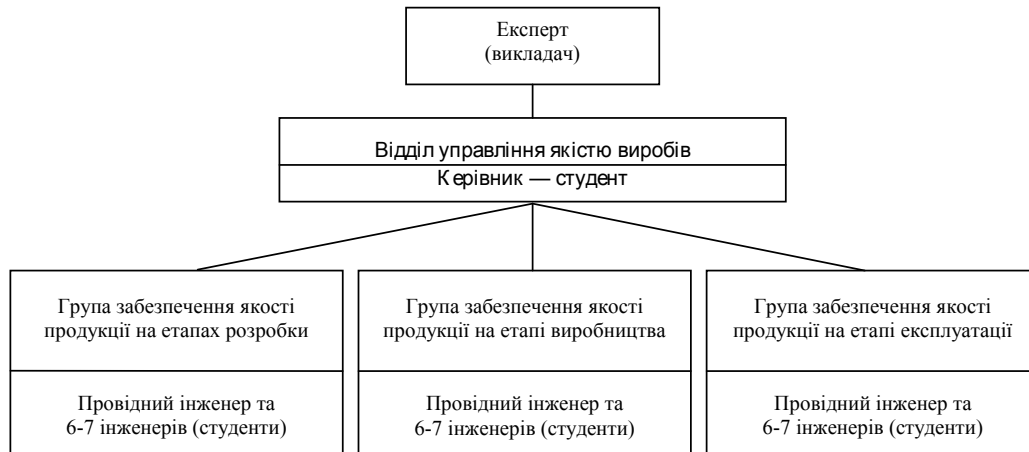 Експерт
(викладач)
Відділ управління якістю виробів
Керівник — студент
Група забезпечення якості
продукції на етапах розробки
Провідний інженер та
6-7 інженерів (студенти)
Група забезпечення якості
продукції на етапі виробництва
Провідний інженер та
6-7 інженерів (студенти)
Група забезпечення якості
продукції на етапі експлуатації
Провідний інженер та
6-7 інженерів (студенти)